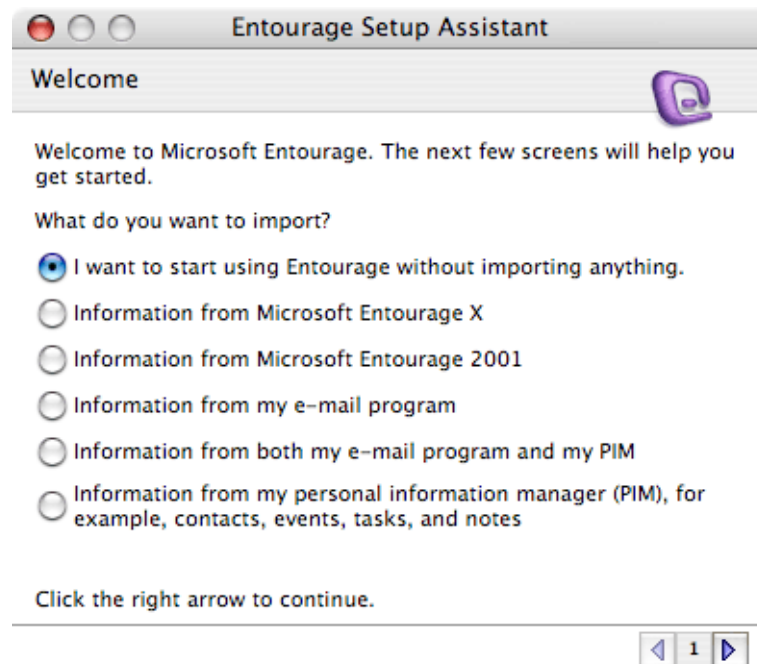 Entourage Setup Assistant
Welcome
Welcome to Microsoft Entourage. The next few screens will help you
get started.
What do you want to import?
I want to start using Entourage without importing anything.
Information from Microsoft Entourage X
Information from Microsoft Entourage 2001
Information from my e-mail program
Information from both my e-mail program and my PIM
Information from my personal information manager (PIM), for
example, contacts, events, tasks, and notes
Click the right arrow to continue.
1